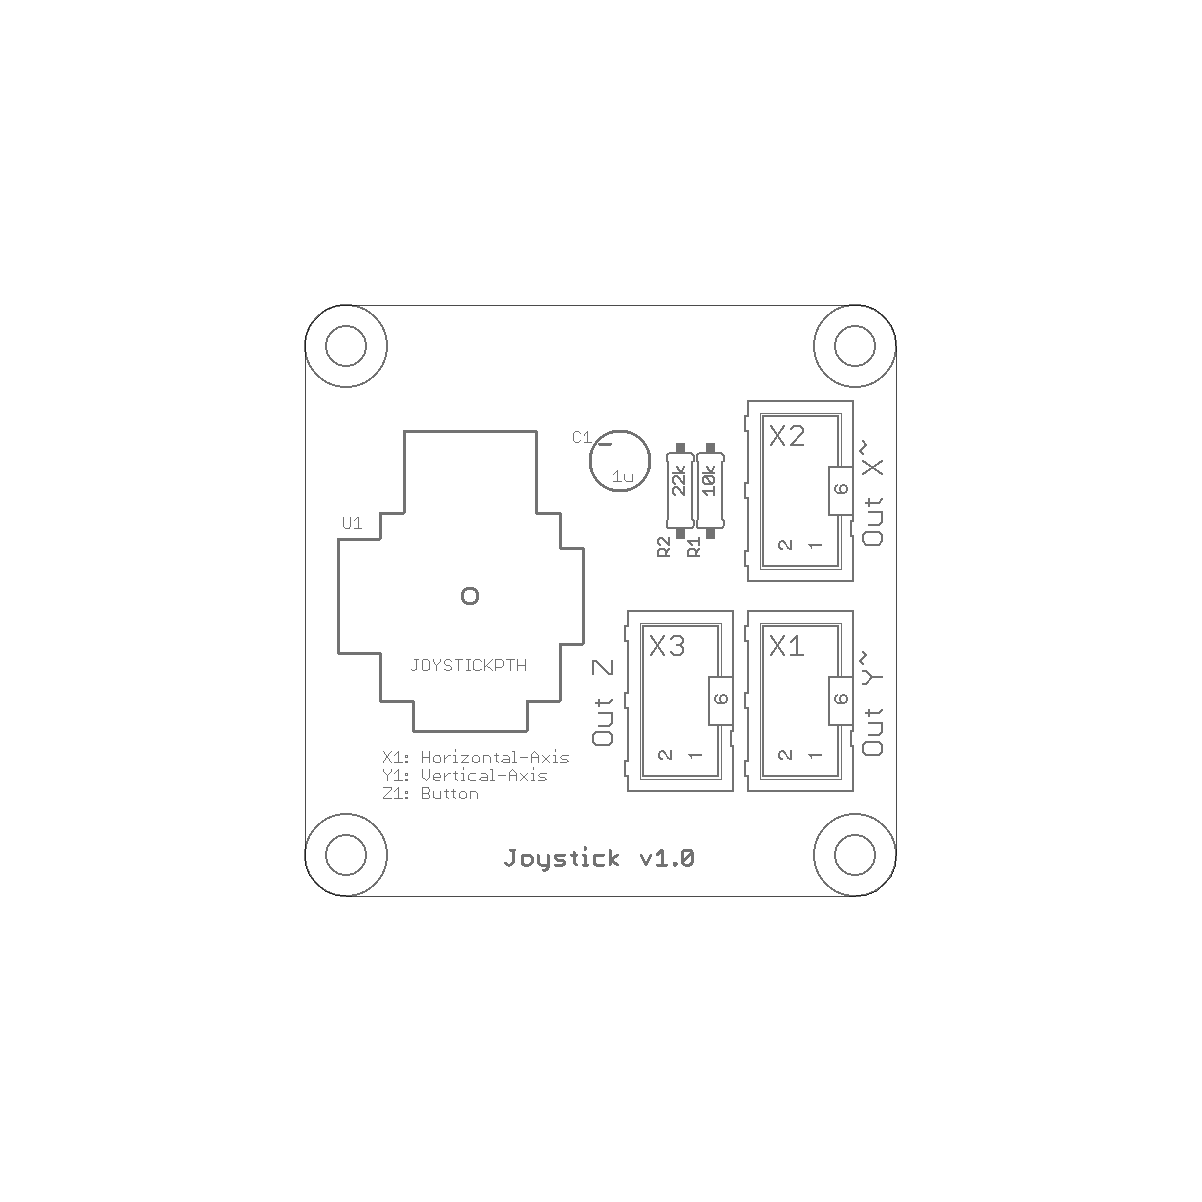 X2
C1
1u
22k
10k
6
Out X~
U1
R2
R1
2
1
X3
X1
JOYSTICKPTH
Out Z
6
6
Out Y~
2
1
2
1
X1: Horizontal-Axis
Y1: Vertical-Axis
Z1: Button
Joystick v1.0